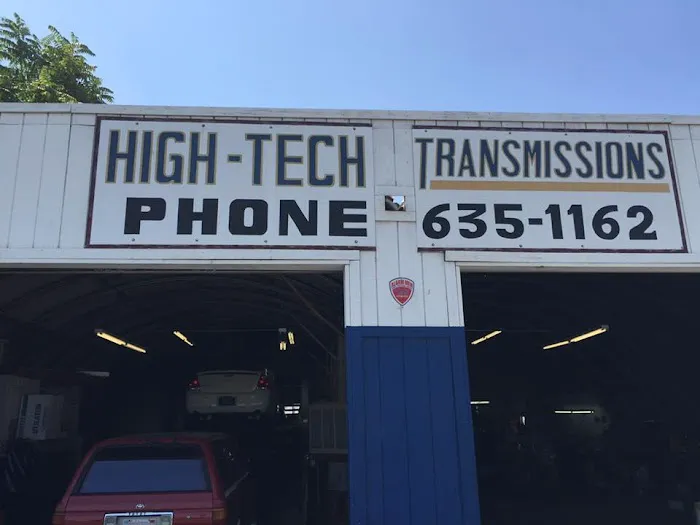 HIGH-TECH
PHONE
TRANSMISSIONS
635-1162